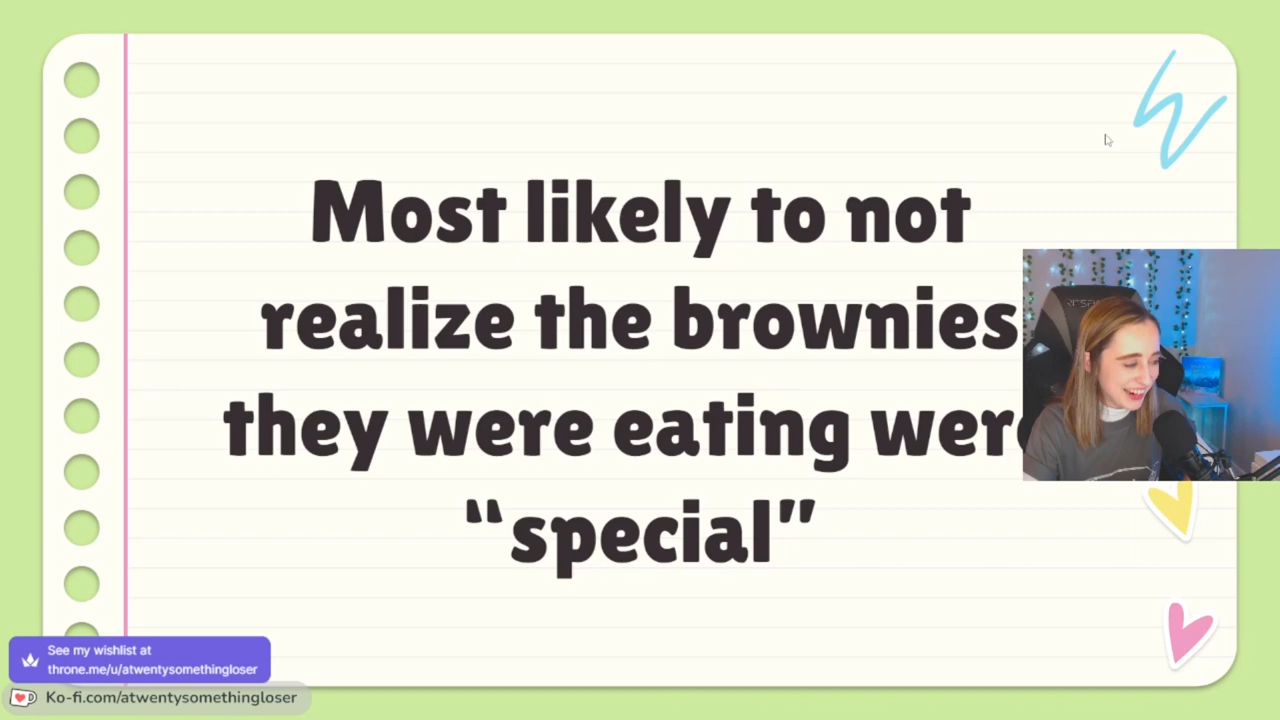 Most likely to not
realize the brownies
they were eating were
“special”
See my wishlist at
throne.me/u/atwentysomethingloser
Ko-fi.com/atwentysomethingloser